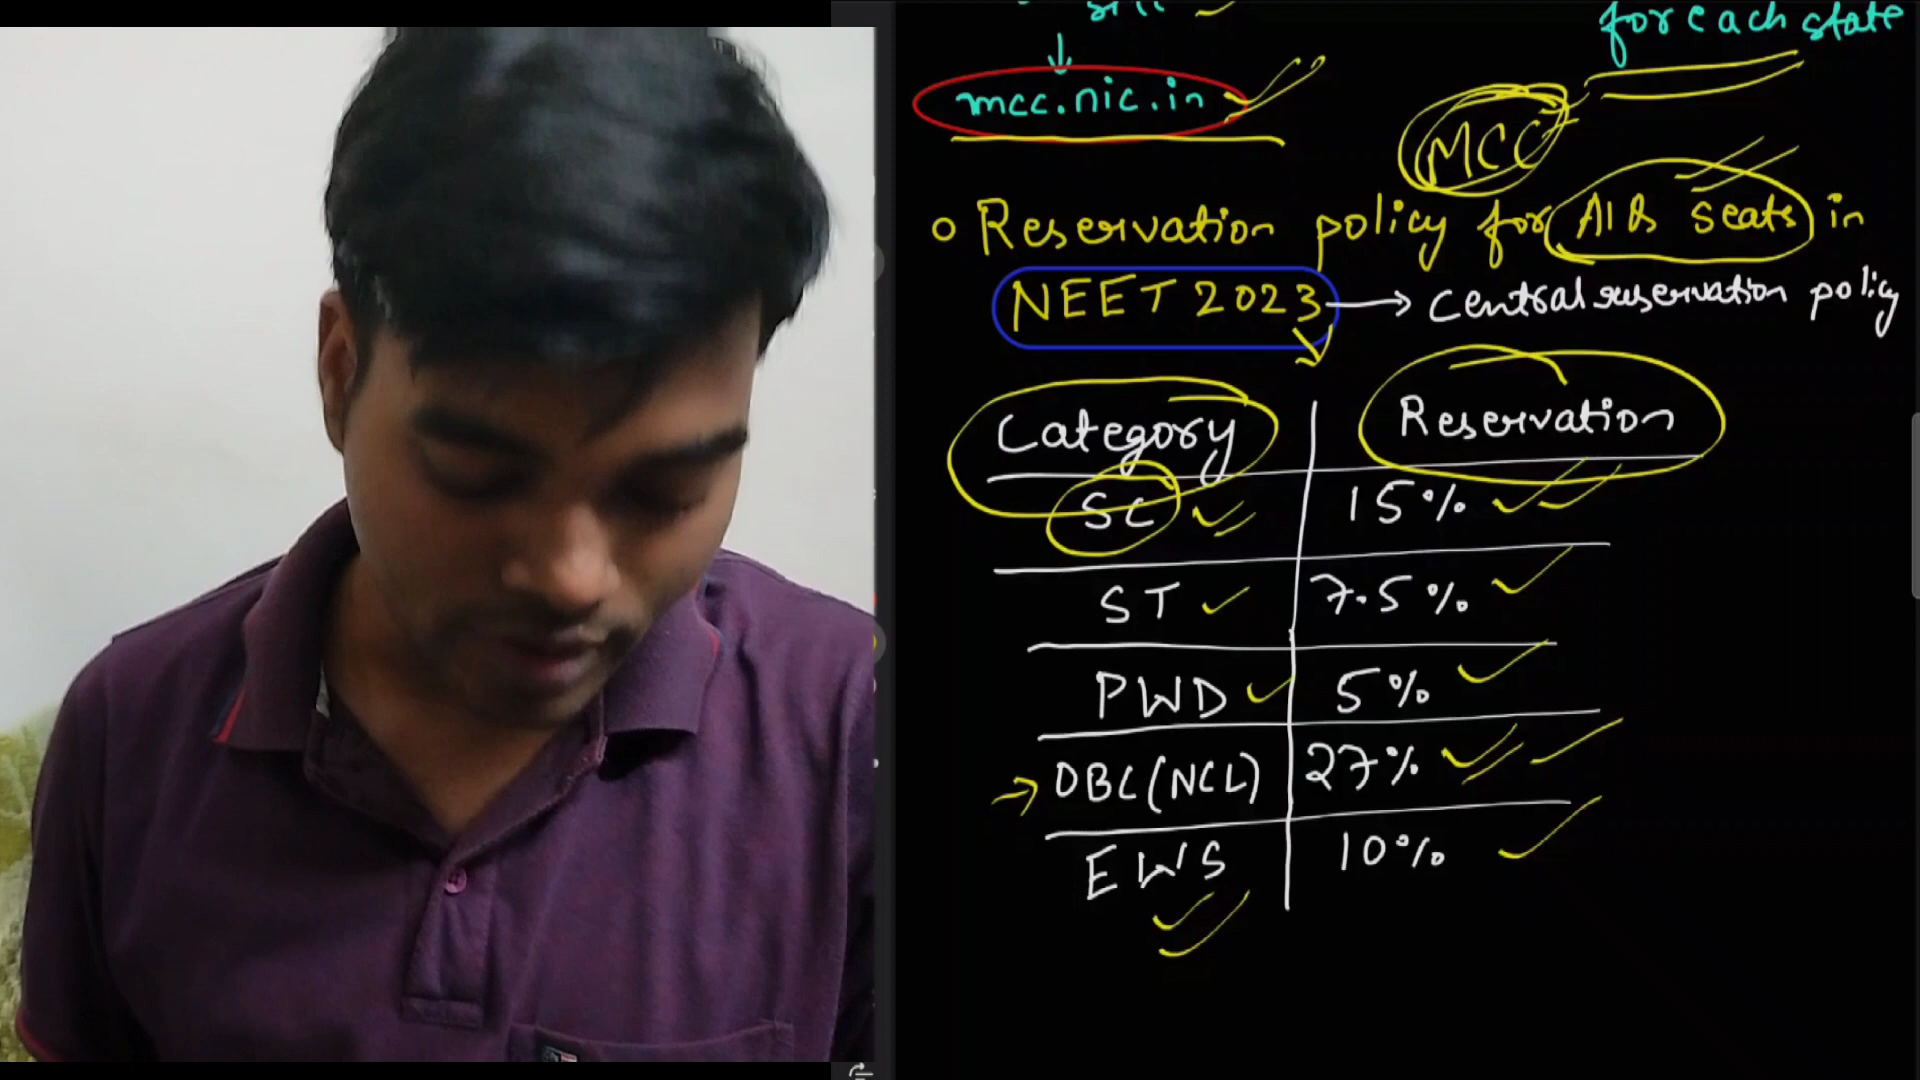 for each state
mcc.nic.in
MCC
Reservation policy for AIQ seats in
NEET 2023 → Central reservation policy
Category Reservation
SC 15%
ST 7.5%
PWD 5%
→ OBC (NCL) 27%
EWS 10%